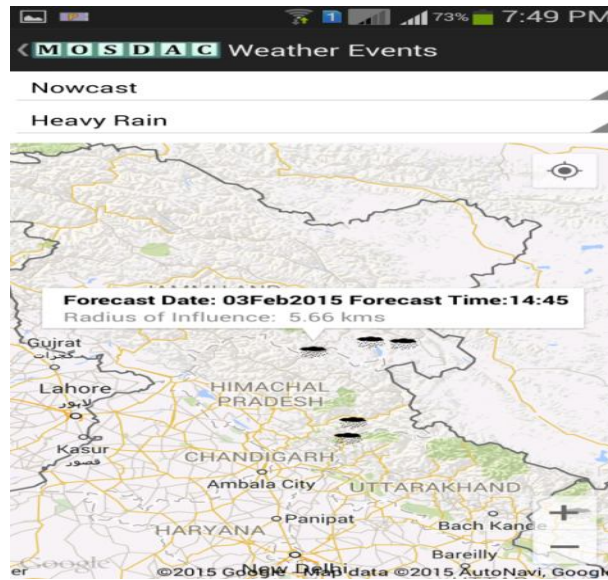 1 73% 7:49 PM
MOSDAC Weather Events
Nowcast
Heavy Rain
Forecast Date: 03Feb2015 Forecast Time:14:45
Radius of Influence: 5.66 kms
Gujrat
گجرات
Lahore
لاہور
HIMACHAL
PRADESH
Kasur
قصور
CHANDIGARH
Ambala City
UTTARAKHAND
Panipat
Bach Kande
HARYANA
Bareilly
New Delhi
Google
©2015 Google - Map data ©2015 AutoNavi, Googl